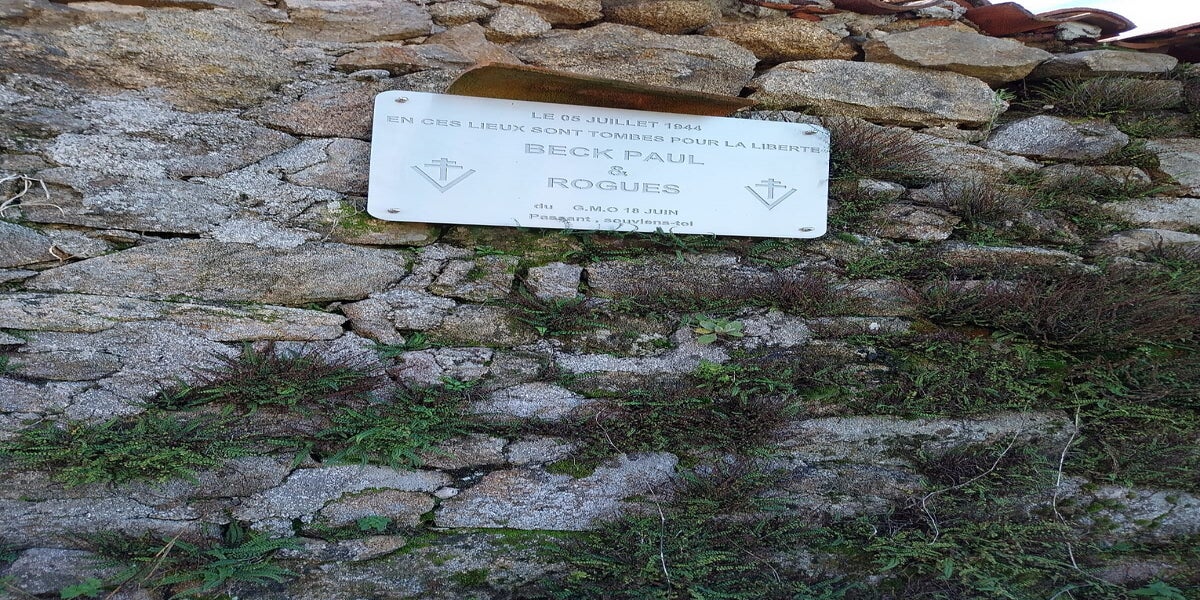 LE 05 JUILLET 1944
EN CES LIEUX SONT TOMBES POUR LA LIBERTE
BECK PAUL
&
ROGUES
du G.M.O 18 JUIN
Passant , souviens-toi